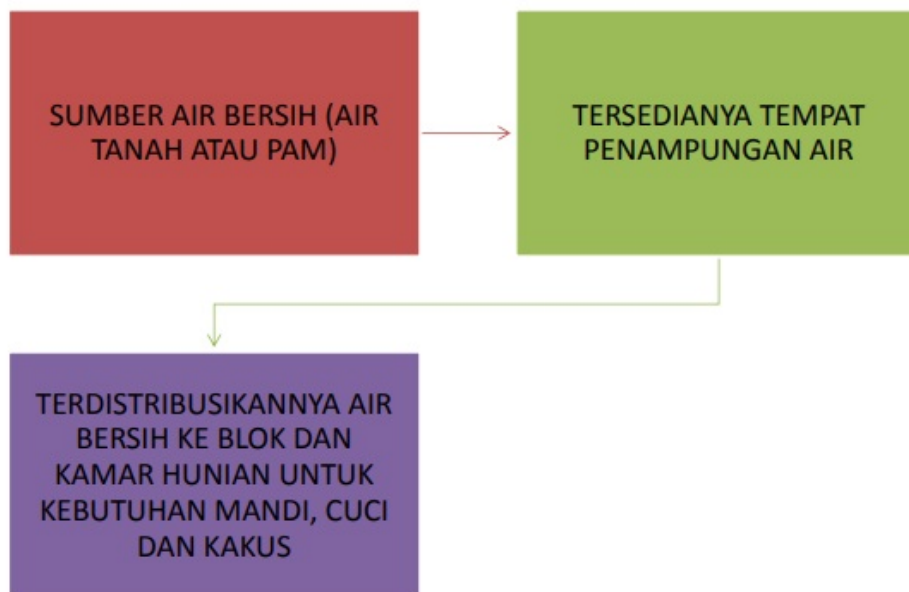 SUMBER AIR BERSIH (AIR
TANAH ATAU PAM)
TERSEDIANYA TEMPAT
PENAMPUNGAN AIR
TERDISTRIBUSIKANNYA AIR
BERSIH KE BLOK DAN
KAMAR HUNIAN UNTUK
KEBUTUHAN MANDI, CUCI
DAN KAKUS